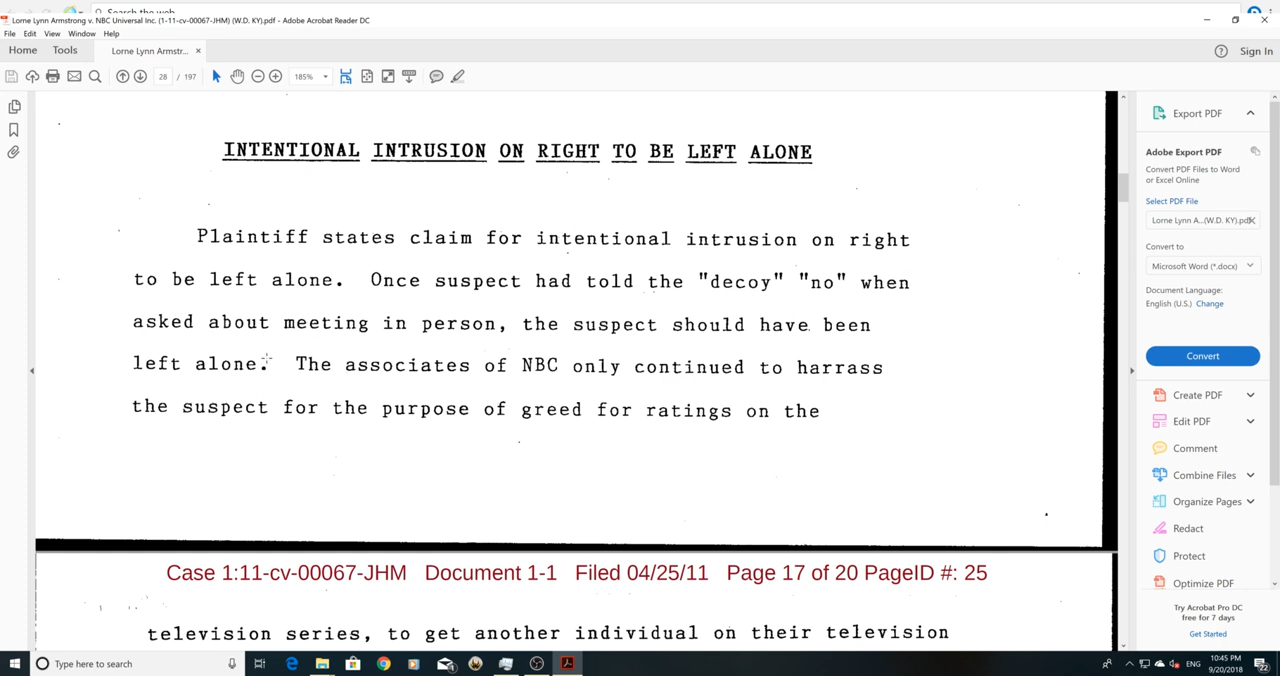 Search the web
Lorne Lynn Armstrong v. NBC Universal Inc. (1-11-cv-00067-JHM) (W.D. KY).pdf - Adobe Acrobat Reader DC
File Edit View Window Help
Home Tools Lorne Lynn Armstr... × Sign In
28 / 197 185%
INTENTIONAL INTRUSION ON RIGHT TO BE LEFT ALONE
Plaintiff states claim for intentional intrusion on right
to be left alone. Once suspect had told the "decoy" "no" when
asked about meeting in person, the suspect should have been
left alone. The associates of NBC only continued to harrass
the suspect for the purpose of greed for ratings on the
Case 1:11-cv-00067-JHM Document 1-1 Filed 04/25/11 Page 17 of 20 PageID #: 25
television series, to get another individual on their television
Export PDF
Adobe Export PDF
Convert PDF Files to Word
or Excel Online
Select PDF File
Lorne Lynn A...(W.D. KY).pdf
Convert to
Microsoft Word (*.docx)
Document Language:
English (U.S.) Change
Convert
Create PDF
Edit PDF
Comment
Combine Files
Organize Pages
Redact
Protect
Optimize PDF
Try Acrobat Pro DC
free for 7 days
Get Started
Type here to search
ENG
10:45 PM
9/20/2018
22